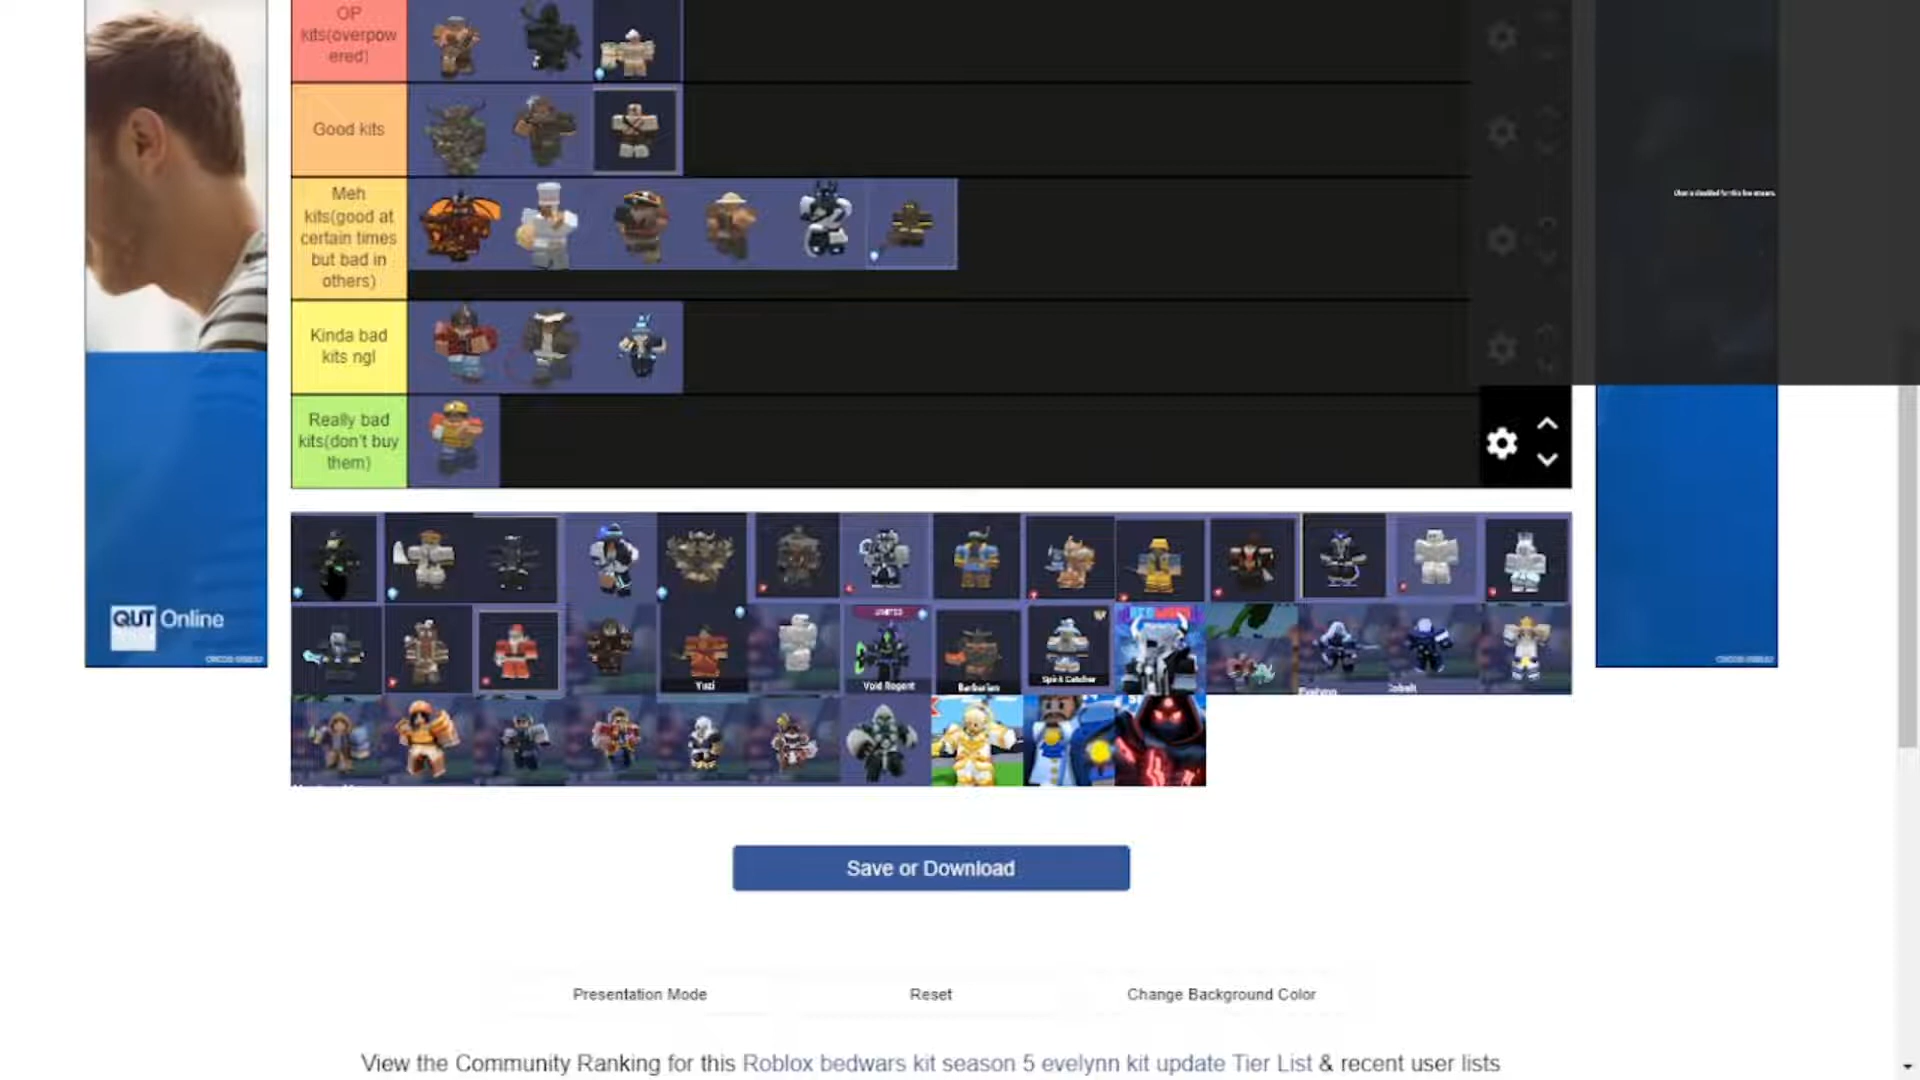 OP
kits(overpow
ered)
Good kits
Meh
kits(good at
certain times
but bad in
others)
Kinda bad
kits ngl
Really bad
kits(don't buy
them)
QUT Online
Yuzi
Void Regent
Barbarian
Spirit Catcher
Evelynn
Save or Download
Presentation Mode
Reset
Change Background Color
View the Community Ranking for this Roblox bedwars kit season 5 evelynn kit update Tier List & recent user lists